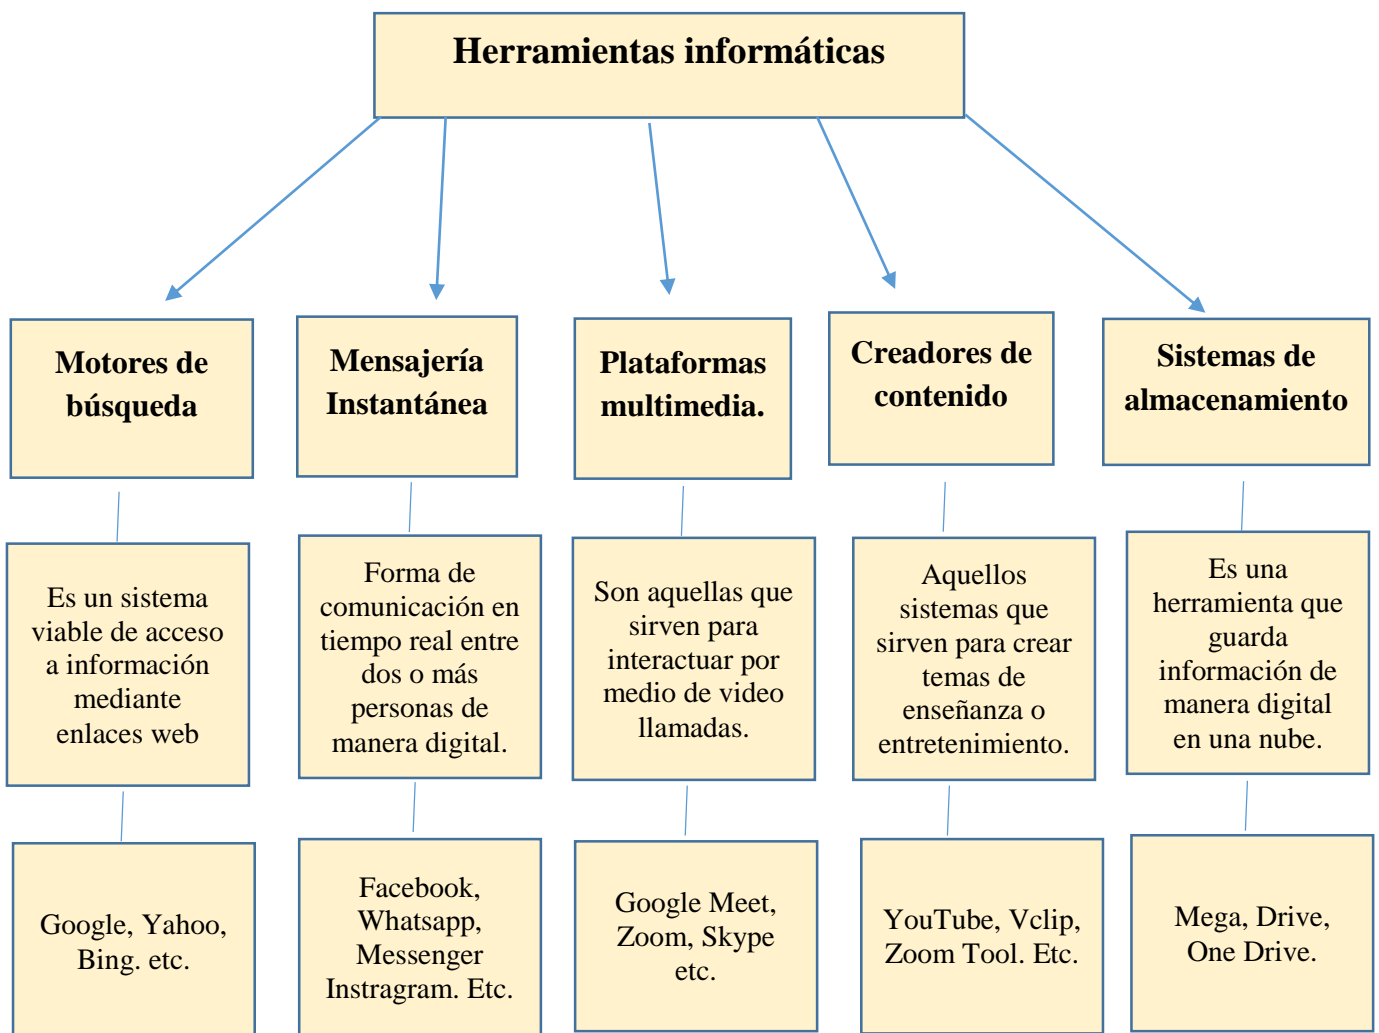 Herramientas informáticas
Motores de
búsqueda
Mensajería
Instantánea
Plataformas
multimedia.
Creadores de
contenido
Sistemas de
almacenamiento
Es un sistema
viable de acceso
a información
mediante
enlaces web
Forma de
comunicación en
tiempo real entre
dos o más
personas de
manera digital.
Son aquellas que
sirven para
interactuar por
medio de video
llamadas.
Aquellos
sistemas que
sirven para crear
temas de
enseñanza o
entretenimiento.
Es una
herramienta que
guarda
información de
manera digital
en una nube.
Google, Yahoo,
Bing. etc.
Facebook,
Whatsapp,
Messenger
Instragram. Etc.
Google Meet,
Zoom, Skype
etc.
YouTube, Vclip,
Zoom Tool. Etc.
Mega, Drive,
One Drive.